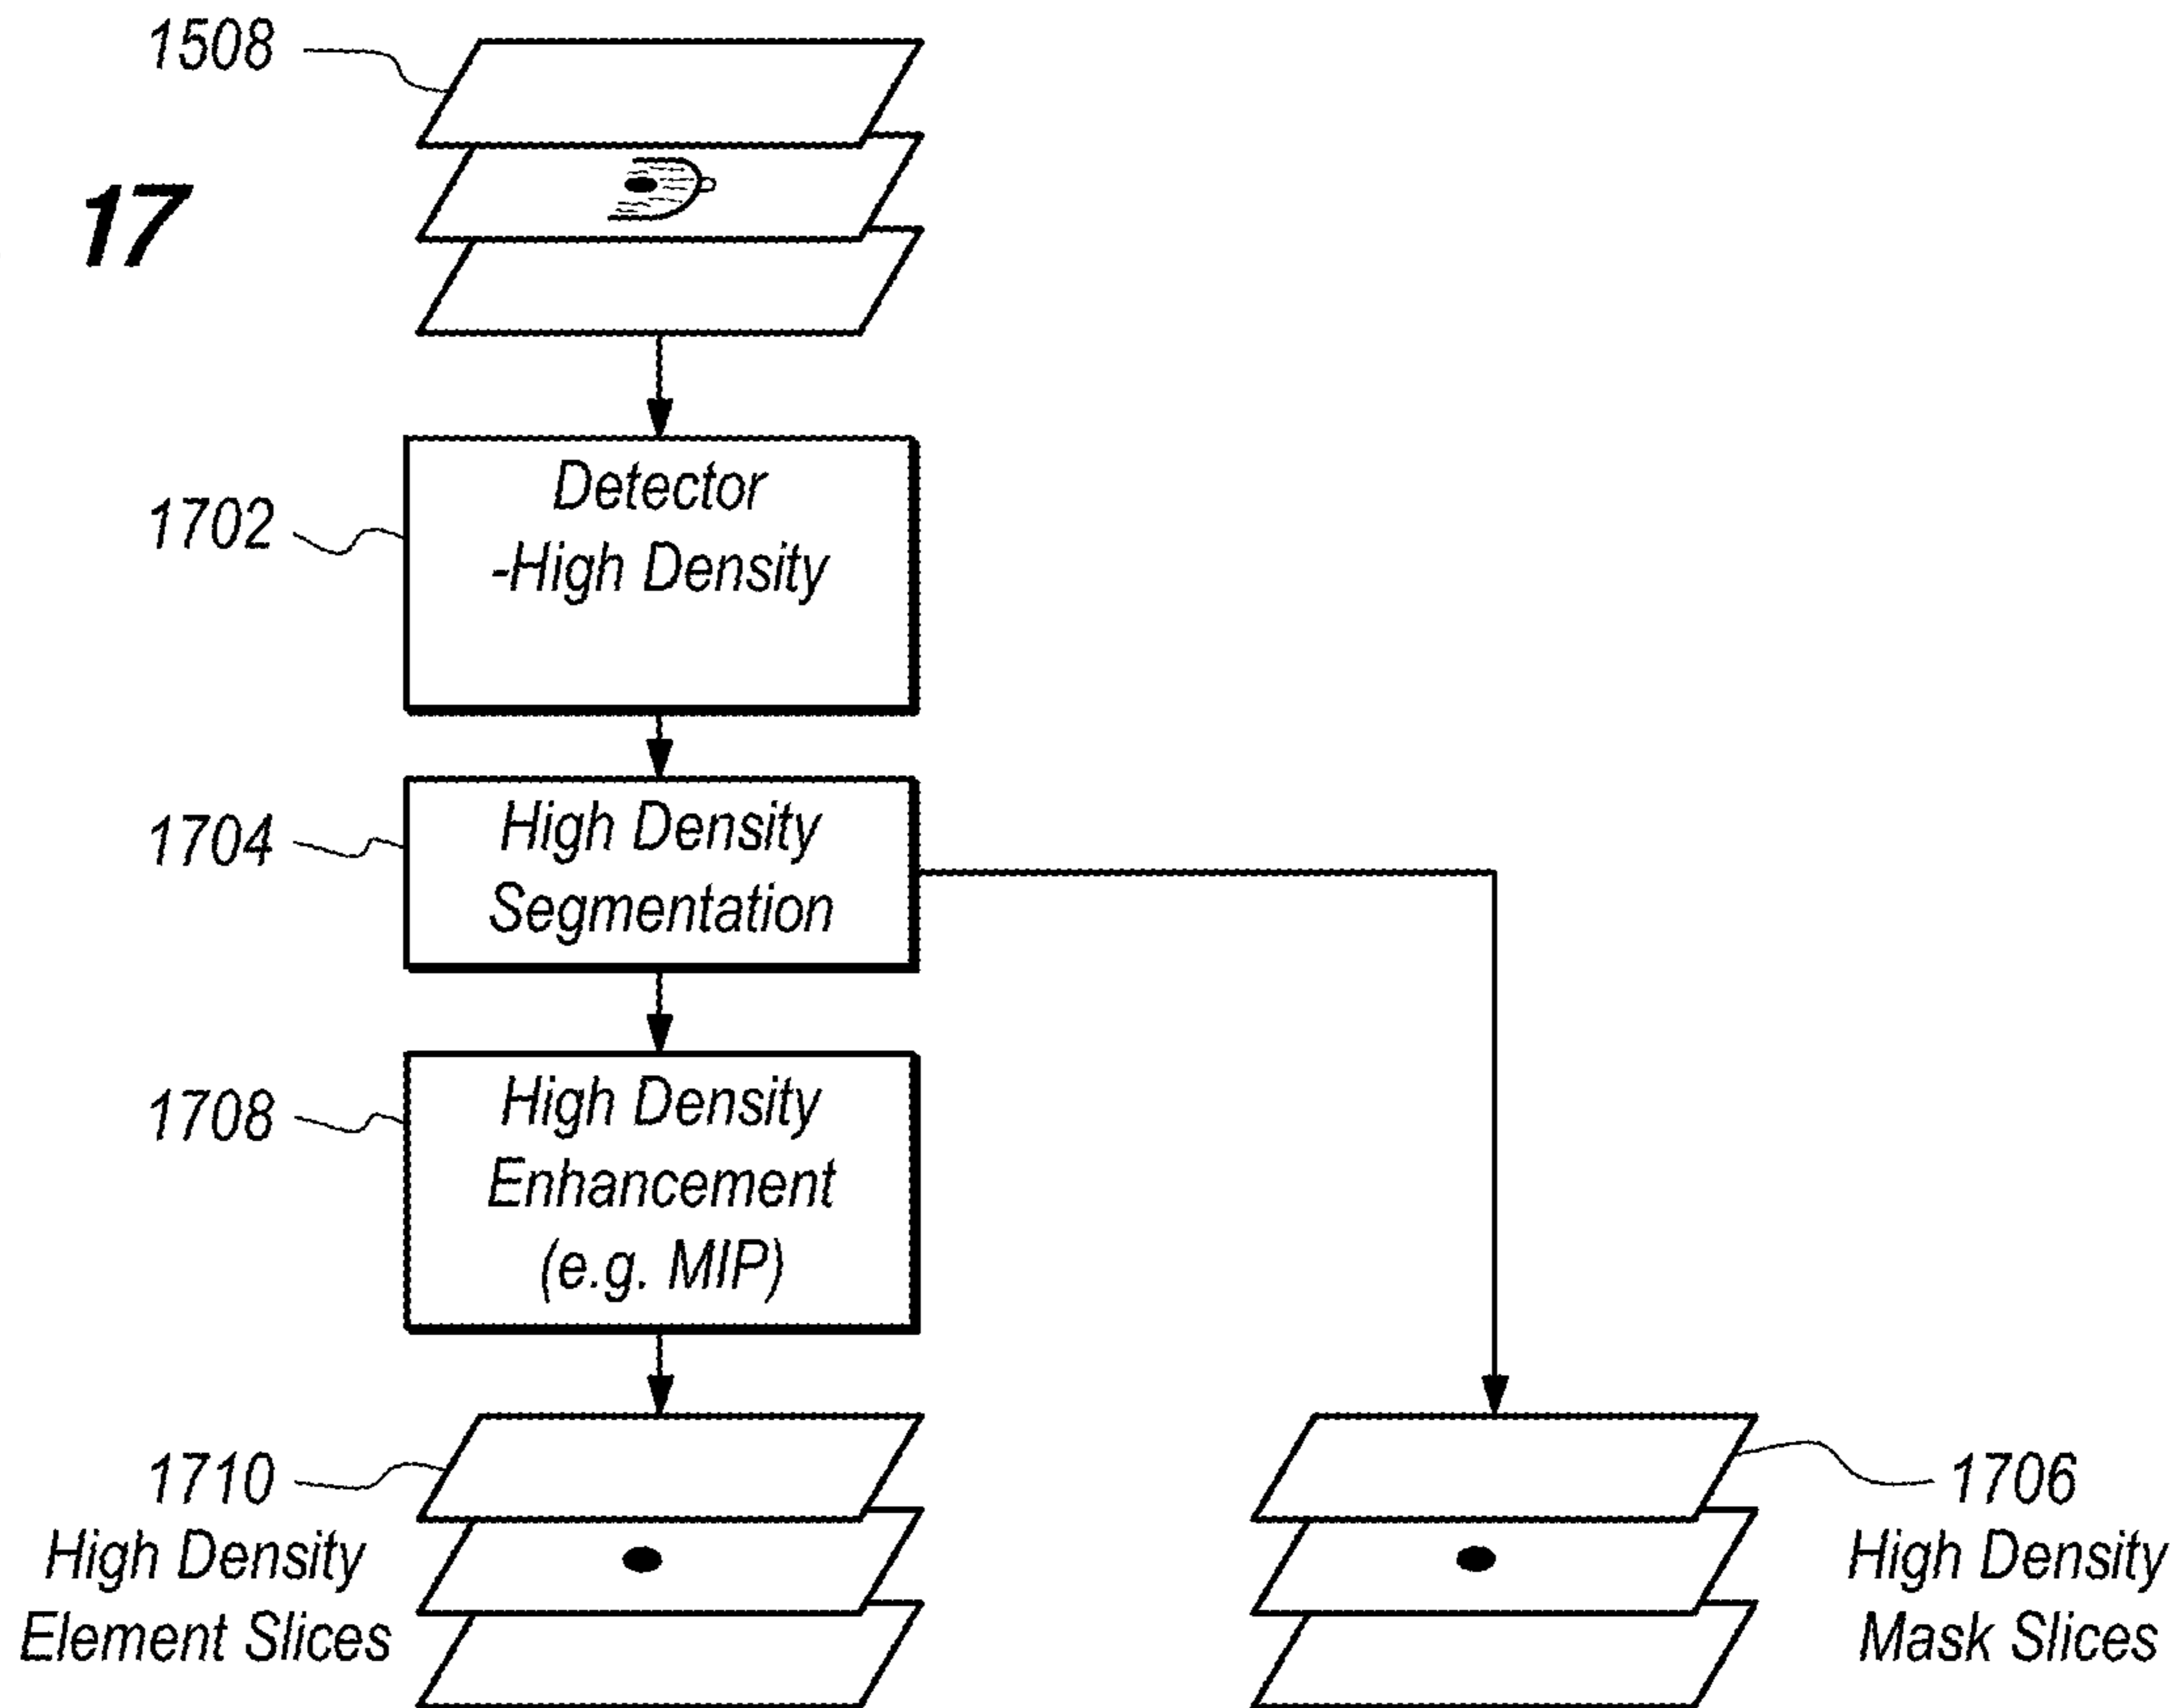 1508
17
1702
Detector
-High Density
1704
High Density
Segmentation
1708
High Density
Enhancement
(e.g. MIP)
1710
High Density
Element Slices
1706
High Density
Mask Slices